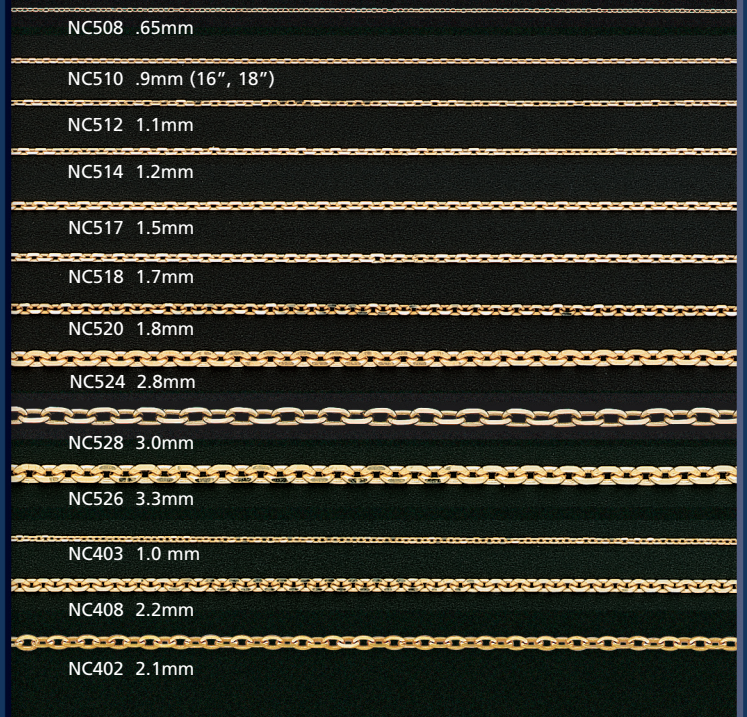 NC508 .65mm
NC510 .9mm (16”, 18”)
NC512 1.1mm
NC514 1.2mm
NC517 1.5mm
NC518 1.7mm
NC520 1.8mm
NC524 2.8mm
NC528 3.0mm
NC526 3.3mm
NC403 1.0 mm
NC408 2.2mm
NC402 2.1mm